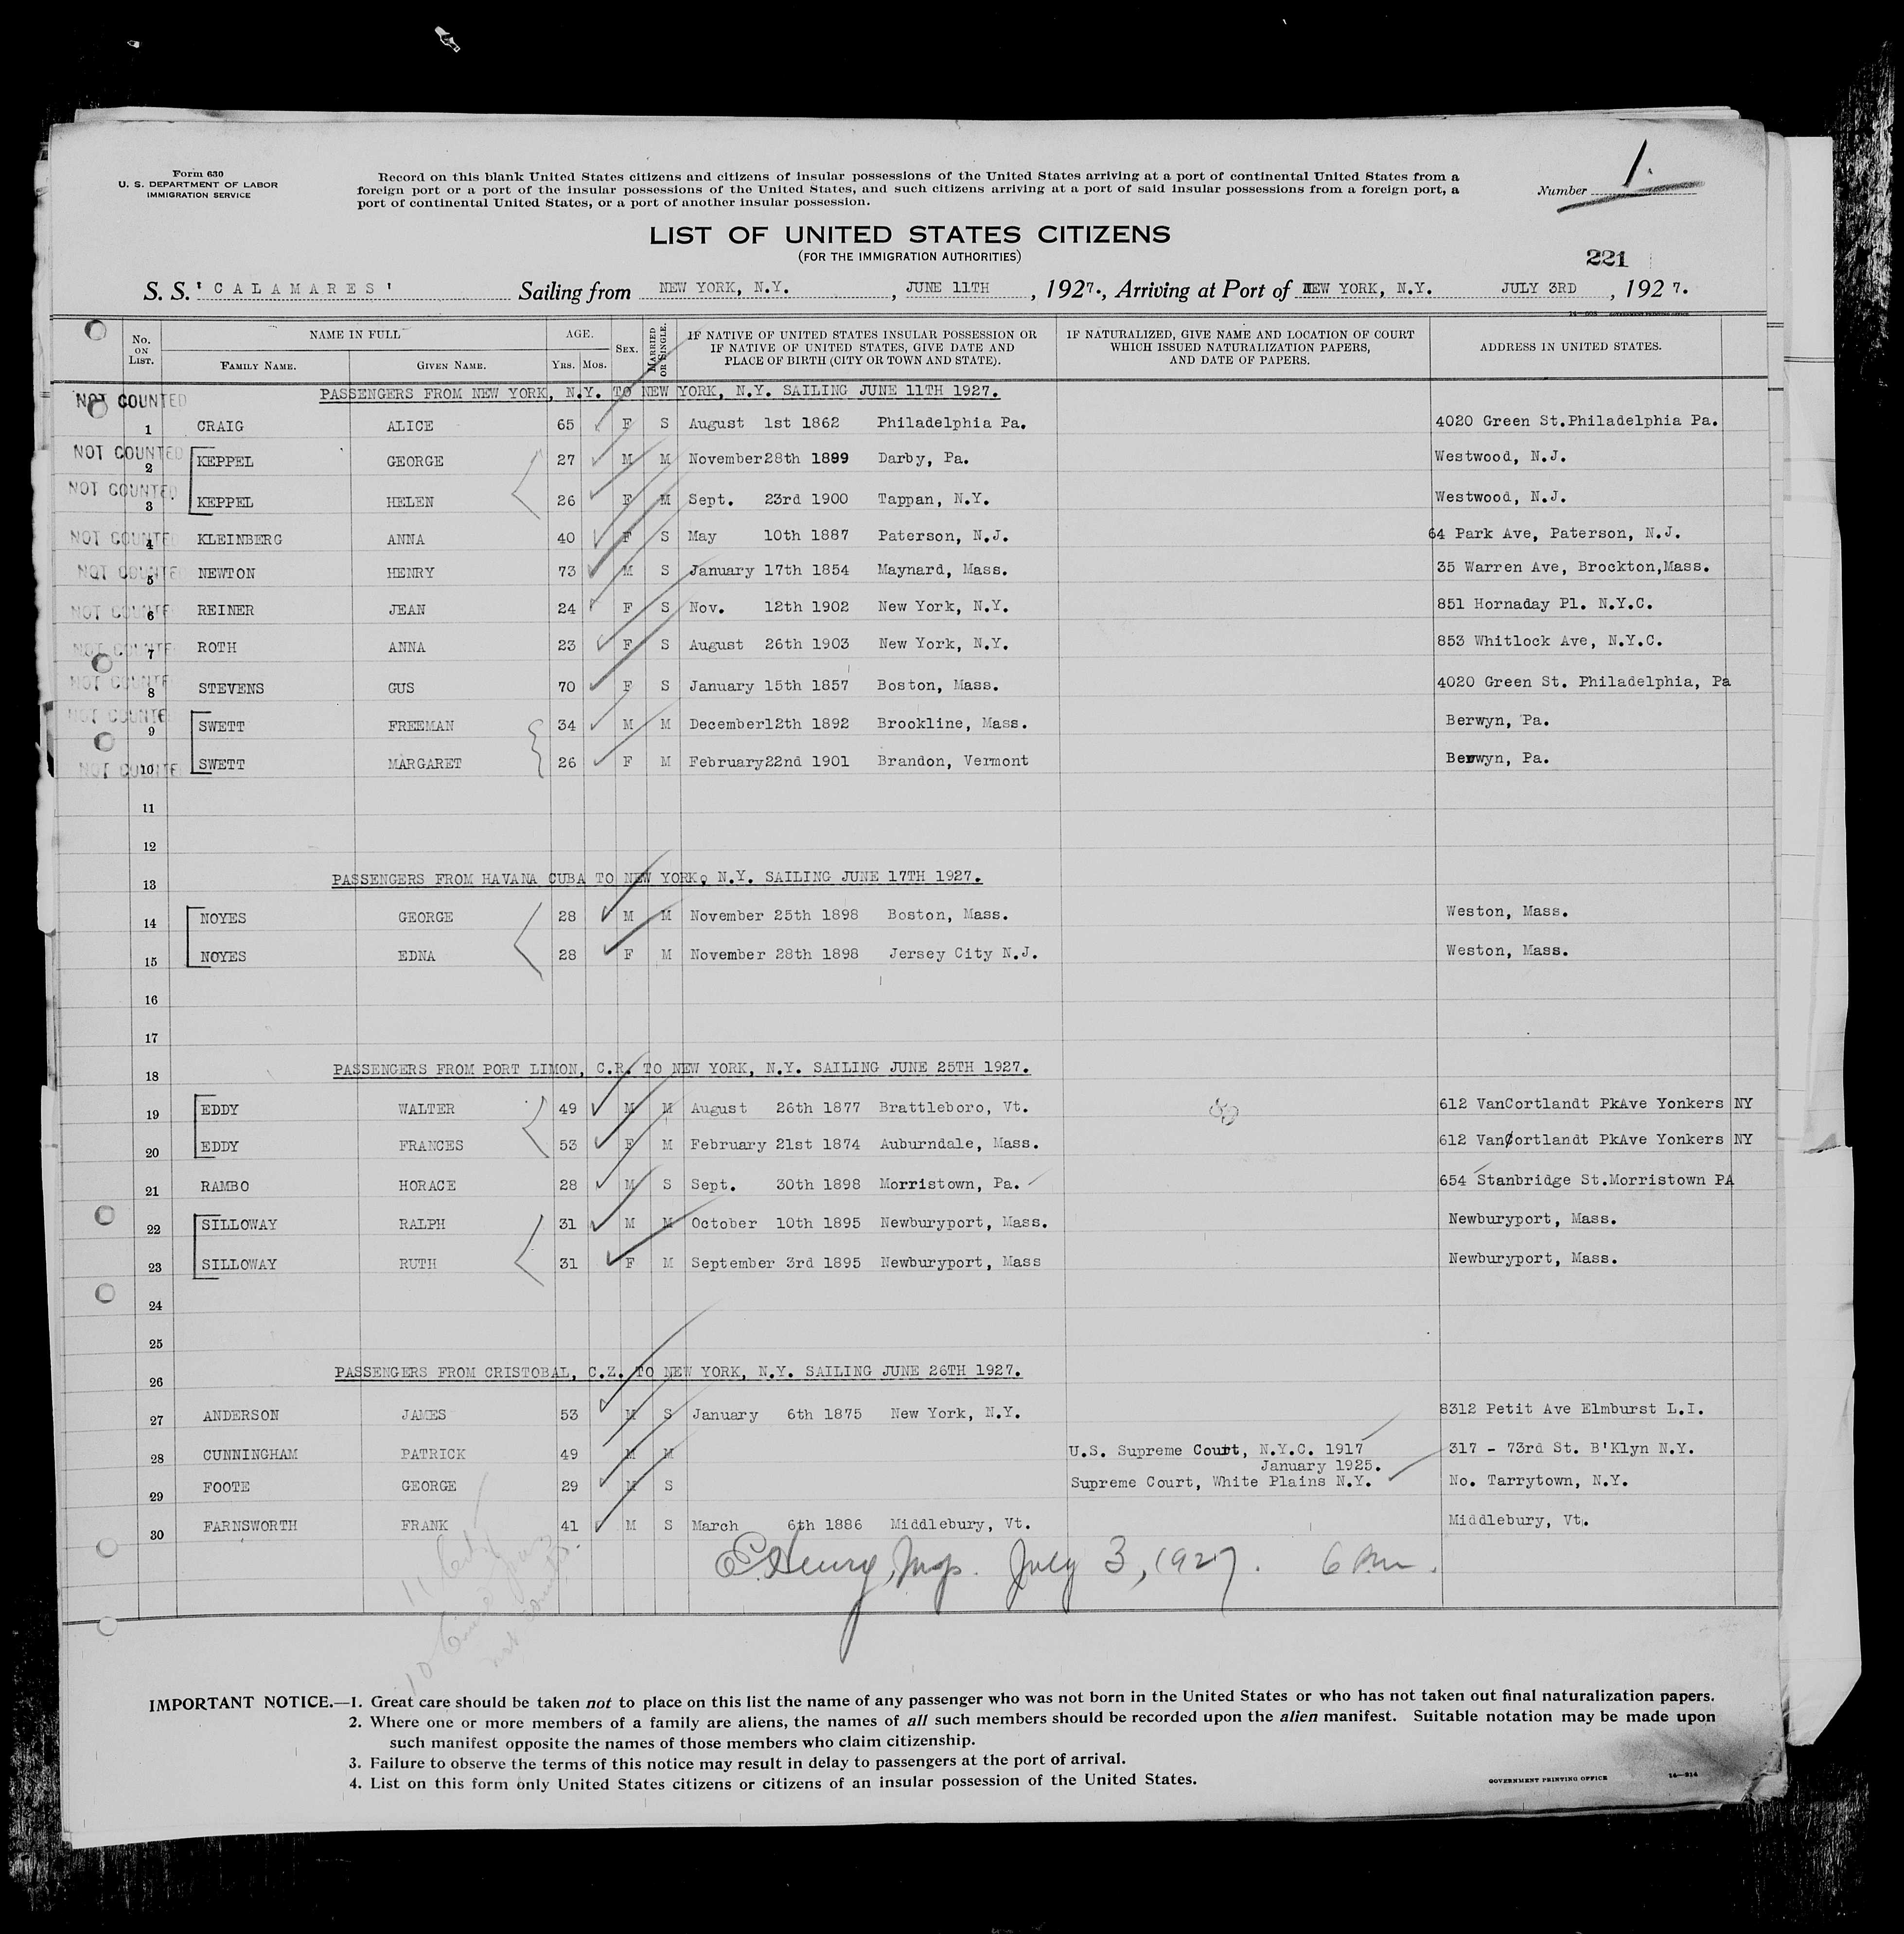 Form 630
U. S. DEPARTMENT OF LABOR
IMMIGRATION SERVICE
Record on this blank United States citizens and citizens of insular possessions of the United States arriving at a port of continental United States from a
foreign port or a port of the insular possessions of the United States, and such citizens arriving at a port of said insular possessions from a foreign port, a
port of continental United States, or a port of another insular possession.
Number 1.
LIST OF UNITED STATES CITIZENS
(FOR THE IMMIGRATION AUTHORITIES)
221
S. S. 'CALAMARES' Sailing from NEW YORK, N.Y. , JUNE 11TH , 1927., Arriving at Port of NEW YORK, N.Y. JULY 3RD , 1927.
No. ON LIST. NAME IN FULL FAMILY NAME. GIVEN NAME. AGE. YRS. MOS. SEX. MARRIED OR SINGLE. IF NATIVE OF UNITED STATES INSULAR POSSESSION OR IF NATIVE OF UNITED STATES, GIVE DATE AND PLACE OF BIRTH (CITY OR TOWN AND STATE). IF NATURALIZED, GIVE NAME AND LOCATION OF COURT WHICH ISSUED NATURALIZATION PAPERS, AND DATE OF PAPERS. ADDRESS IN UNITED STATES.
PASSENGERS FROM NEW YORK, N.Y. TO NEW YORK, N.Y. SAILING JUNE 11TH 1927.
NOT COUNTED 1 CRAIG ALICE 65 F S August 1st 1862 Philadelphia Pa. 4020 Green St.Philadelphia Pa.
NOT COUNTED 2 KEPPEL GEORGE 27 M M November28th 1899 Darby, Pa. Westwood, N.J.
NOT COUNTED 3 KEPPEL HELEN 26 F M Sept. 23rd 1900 Tappan, N.Y. Westwood, N.J.
NOT COUNTED 4 KLEINBERG ANNA 40 F S May 10th 1887 Paterson, N.J. 64 Park Ave, Paterson, N.J.
NOT COUNTED 5 NEWTON HENRY 73 M S January 17th 1854 Maynard, Mass. 35 Warren Ave, Brockton,Mass.
NOT COUNTE 6 REINER JEAN 24 F S Nov. 12th 1902 New York, N.Y. 851 Hornaday Pl. N.Y.C.
NOT COUNTE 7 ROTH ANNA 23 F S August 26th 1903 New York, N.Y. 853 Whitlock Ave, N.Y.C.
NOT COUNTE 8 STEVENS GUS 70 F S January 15th 1857 Boston, Mass. 4020 Green St. Philadelphia, Pa
NOT COUNTE 9 SWETT FREEMAN 34 M M December12th 1892 Brookline, Mass. Berwyn, Pa.
NOT COUNTE 10 SWETT MARGARET 26 F M February22nd 1901 Brandon, Vermont Berwyn, Pa.
11
12
13 PASSENGERS FROM HAVANA CUBA TO NEW YORK, N.Y. SAILING JUNE 17TH 1927.
14 NOYES GEORGE 28 M M November 25th 1898 Boston, Mass. Weston, Mass.
15 NOYES EDNA 28 F M November 28th 1898 Jersey City N.J. Weston, Mass.
16
17
18 PASSENGERS FROM PORT LIMON, C.R. TO NEW YORK, N.Y. SAILING JUNE 25TH 1927.
19 EDDY WALTER 49 M M August 26th 1877 Brattleboro, Vt. 612 VanCortlandt PkAve Yonkers NY
20 EDDY FRANCES 53 F M February 21st 1874 Auburndale, Mass. 612 VanCortlandt PkAve Yonkers NY
21 RAMBO HORACE 28 M S Sept. 30th 1898 Morristown, Pa. 654 Stanbridge St.Morristown PA
22 SILLOWAY RALPH 31 M M October 10th 1895 Newburyport, Mass. Newburyport, Mass.
23 SILLOWAY RUTH 31 F M September 3rd 1895 Newburyport, Mass Newburyport, Mass.
24
25
26 PASSENGERS FROM CRISTOBAL, C.Z. TO NEW YORK, N.Y. SAILING JUNE 26TH 1927.
27 ANDERSON JAMES 53 M S January 6th 1875 New York, N.Y. 8312 Petit Ave Elmburst L.I.
28 CUNNINGHAM PATRICK 49 M M U.S. Supreme Court, N.Y.C. 1917 317 - 73rd St. B'Klyn N.Y.
January 1925.
29 FOOTE GEORGE 29 M S Supreme Court, White Plains N.Y. No. Tarrytown, N.Y.
30 FARNSWORTH FRANK 41 M S March 6th 1886 Middlebury, Vt. Middlebury, Vt.
Henry, Insp. July 3, 1927. 6 Pm.
IMPORTANT NOTICE.—1. Great care should be taken not to place on this list the name of any passenger who was not born in the United States or who has not taken out final naturalization papers.
2. Where one or more members of a family are aliens, the names of all such members should be recorded upon the alien manifest. Suitable notation may be made upon
such manifest opposite the names of those members who claim citizenship.
3. Failure to observe the terms of this notice may result in delay to passengers at the port of arrival.
4. List on this form only United States citizens or citizens of an insular possession of the United States.
GOVERNMENT PRINTING OFFICE 14—214